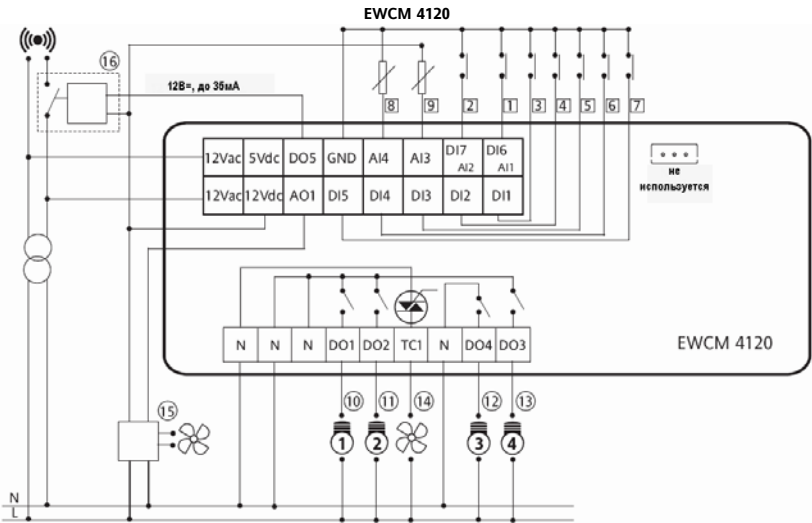 EWCM 4120
16
12В=, до 35мА
8 9 2 1 3 4 5 6 7
12Vac 5Vdc DO5 GND AI4 AI3 DI7 AI2 DI6 AI1
12Vac 12Vdc AO1 DI5 DI4 DI3 DI2 DI1
не
используется
N N N DO1 DO2 TC1 N DO4 DO3
EWCM 4120
15 10 11 14 12 13
1 2 3 4
N
L